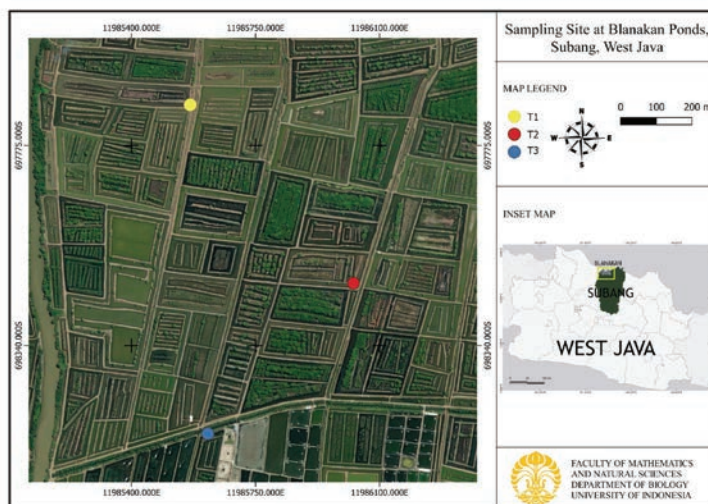 11985400.000E 11985750.000E 11986100.000E
697775.000S 697775.000S
698340.000S 698340.000S
11985400.000E 11985750.000E 11986100.000E
Sampling Site at Blanakan Ponds,
Subang, West Java
MAP LEGEND
T1
T2
T3
N
W E
S
0 100 200 m
INSET MAP
BLANAKAN
SUBANG
WEST JAVA
FACULTY OF MATHEMATICS
AND NATURAL SCIENCES
DEPARTMENT OF BIOLOGY
UNIVERSITY OF INDONESIA